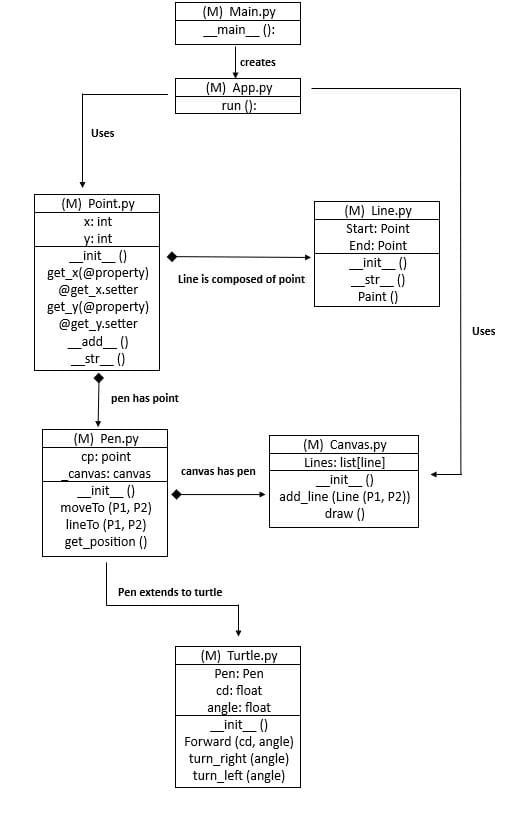 (M) Main.py
__main__ ():
creates
(M) App.py
run ():
Uses
(M) Point.py
x: int
y: int
__init__ ()
get_x(@property)
@get_x.setter
get_y(@property)
@get_y.setter
__add__ ()
__str__ ()
Line is composed of point
(M) Line.py
Start: Point
End: Point
__init__ ()
__str__ ()
Paint ()
Uses
pen has point
(M) Pen.py
cp: point
_canvas: canvas
__init__ ()
moveTo (P1, P2)
lineTo (P1, P2)
get_position ()
canvas has pen
(M) Canvas.py
Lines: list[line]
__init__ ()
add_line (Line (P1, P2))
draw ()
Pen extends to turtle
(M) Turtle.py
Pen: Pen
cd: float
angle: float
__init__ ()
Forward (cd, angle)
turn_right (angle)
turn_left (angle)